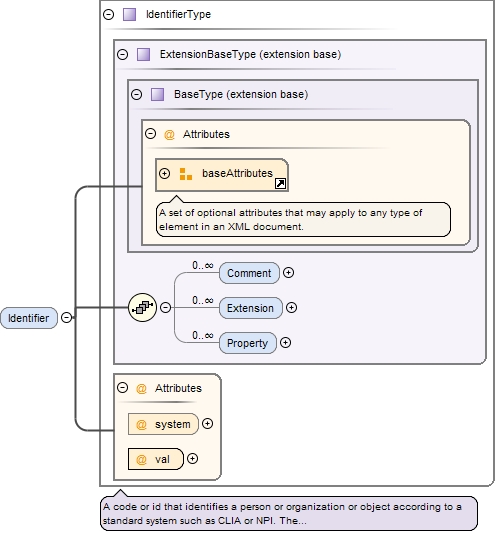 IdentifierType
ExtensionBaseType (extension base)
BaseType (extension base)
@ Attributes
baseAttributes
A set of optional attributes that may apply to any type of
element in an XML document.
0..∞
Comment
0..∞
Extension
Identifier
0..∞
Property
@ Attributes
@ system
@ val
A code or id that identifies a person or organization or object according to a
standard system such as CLIA or NPI. The...